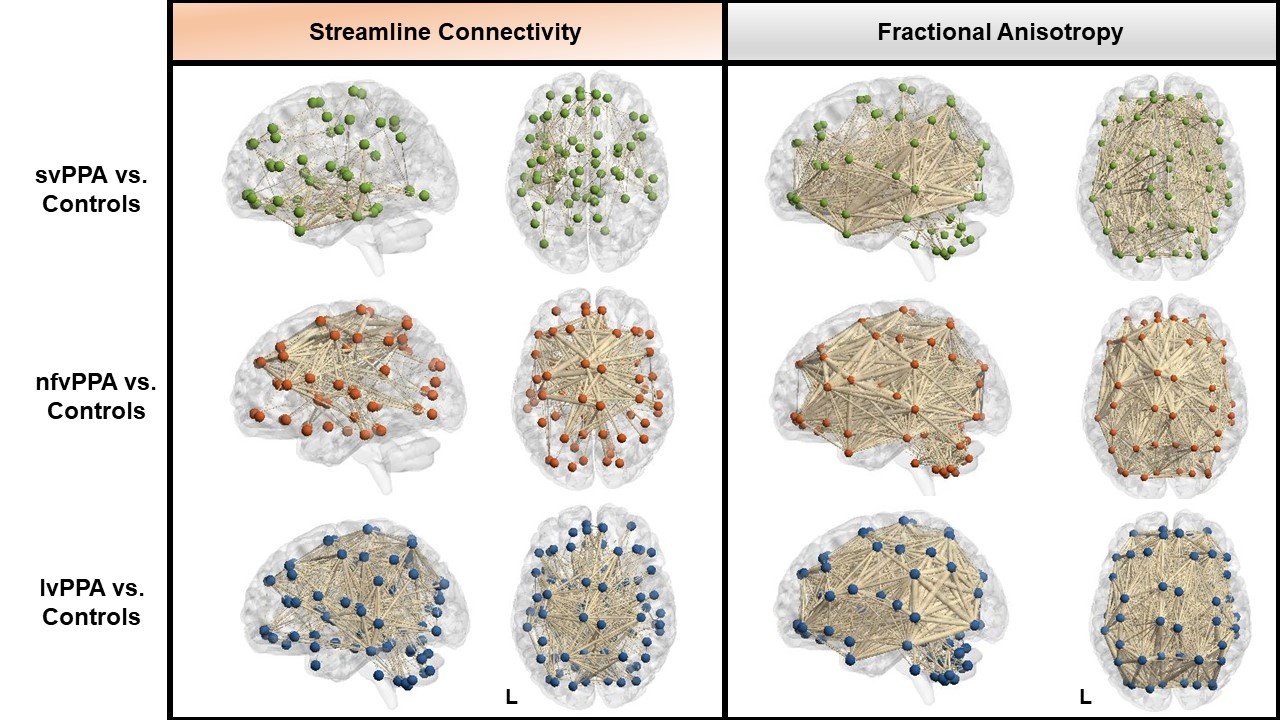 Streamline Connectivity
Fractional Anisotropy
svPPA vs.
Controls
nfvPPA vs.
Controls
lvPPA vs.
Controls
L
L